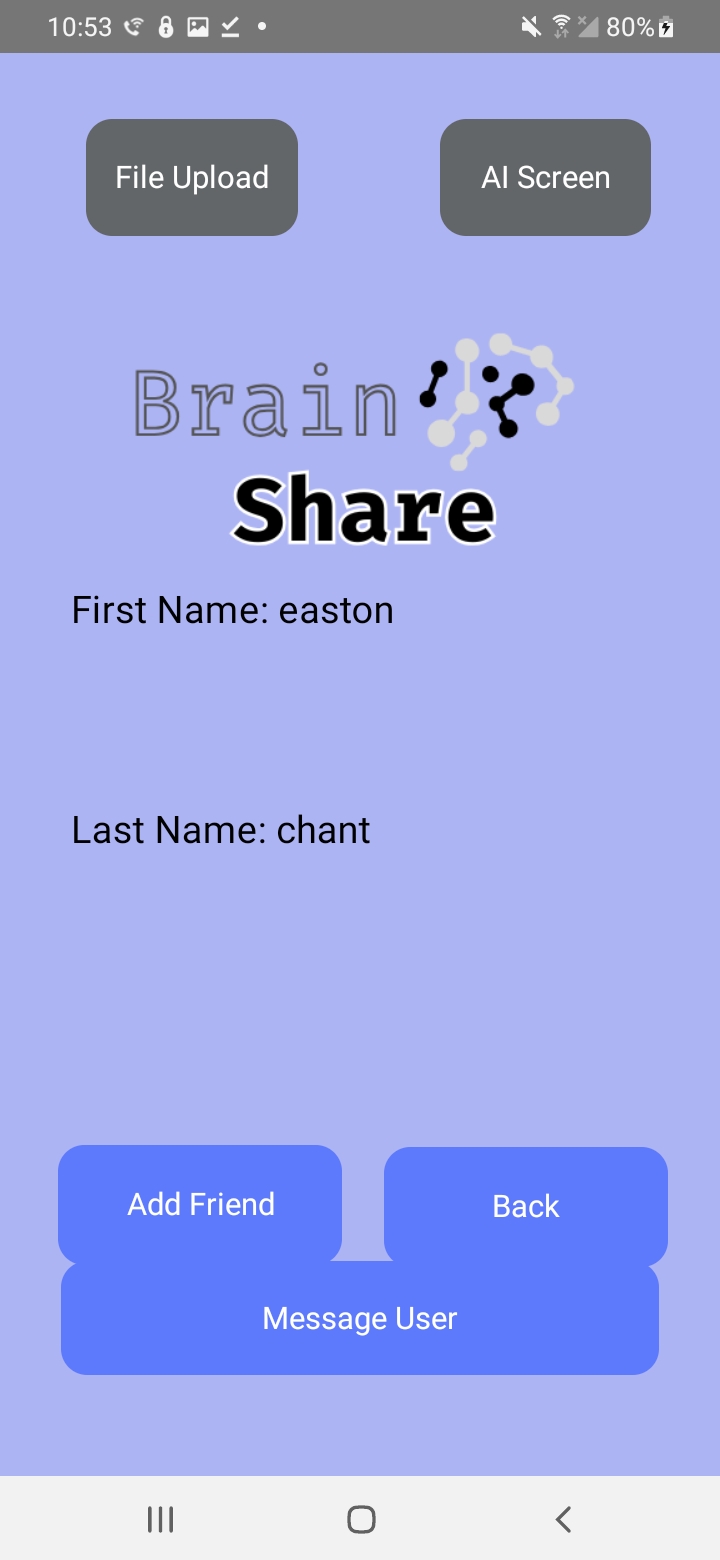 10:53
80%
File Upload
AI Screen
Brain
Share
First Name: easton
Last Name: chant
Add Friend
Back
Message User